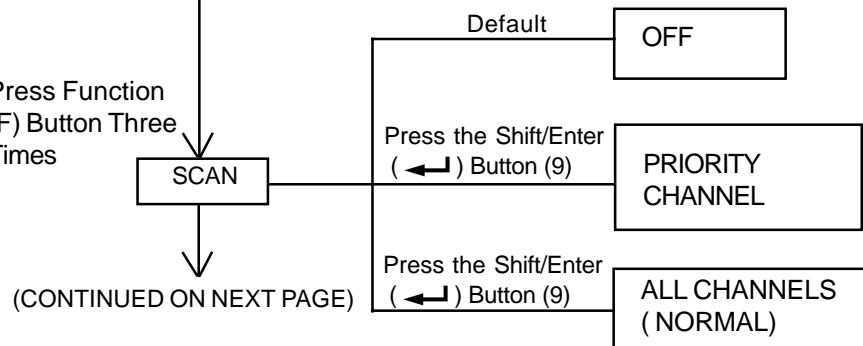 Default
OFF
Press Function
F) Button Three
Times
SCAN
Press the Shift/Enter
( ↵ ) Button (9)
PRIORITY
CHANNEL
(CONTINUED ON NEXT PAGE)
Press the Shift/Enter
( ↵ ) Button (9)
ALL CHANNELS
( NORMAL)